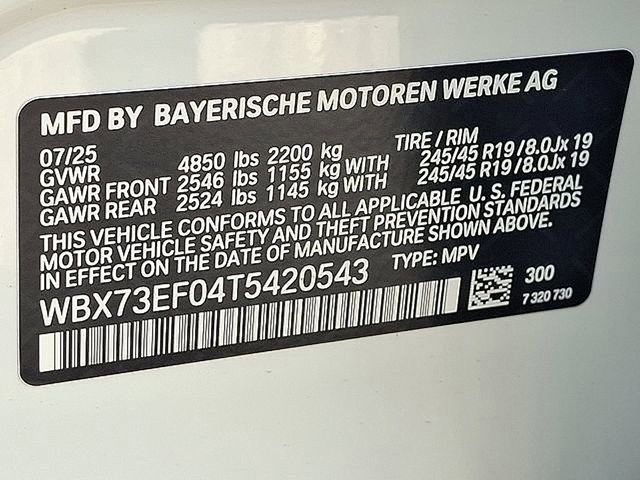 MFD BY BAYERISCHE MOTOREN WERKE AG
07/25 TIRE / RIM
GVWR 4850 lbs 2200 kg
GAWR FRONT 2546 lbs 1155 kg WITH 245/45 R19 / 8.0Jx 19
GAWR REAR 2524 lbs 1145 kg WITH 245/45 R19 / 8.0Jx 19
THIS VEHICLE CONFORMS TO ALL APPLICABLE U. S. FEDERAL
MOTOR VEHICLE SAFETY AND THEFT PREVENTION STANDARDS
IN EFFECT ON THE DATE OF MANUFACTURE SHOWN ABOVE.
WBX73EF04T5420543 TYPE: MPV
300
7 320 730